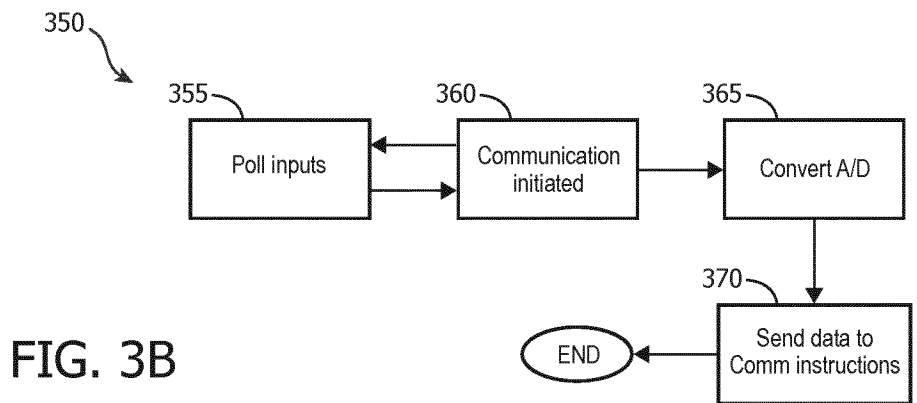 350
355
360
365
Poll inputs
Communication
initiated
Convert A/D
370
Send data to
Comm instructions
END
FIG. 3B